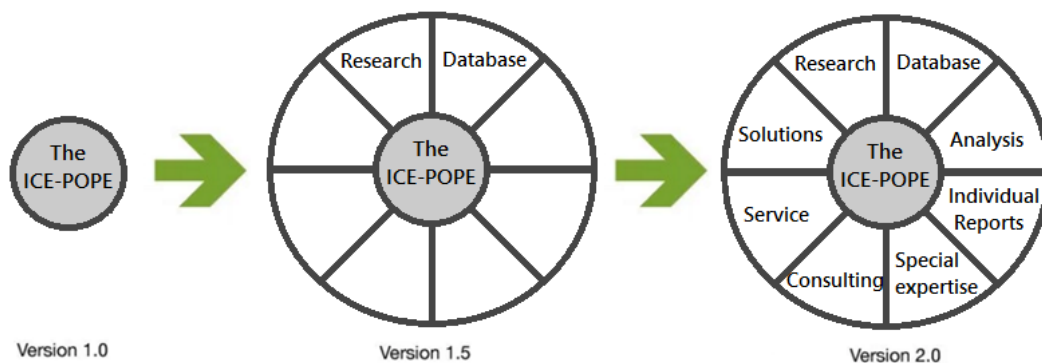 The
ICE-POPE
Version 1.0
Research
Database
The
ICE-POPE
Version 1.5
Research
Database
Solutions
Analysis
The
ICE-POPE
Service
Individual
Reports
Consulting
Special
expertise
Version 2.0